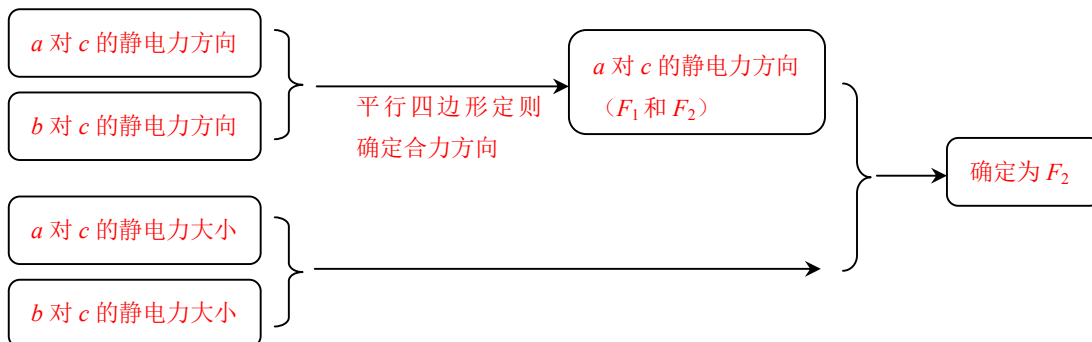 a 对 c 的静电力方向
b 对 c 的静电力方向
平行四边形定则
确定合力方向
a 对 c 的静电力方向
（F₁ 和 F₂）
确定为 F₂
a 对 c 的静电力大小
b 对 c 的静电力大小